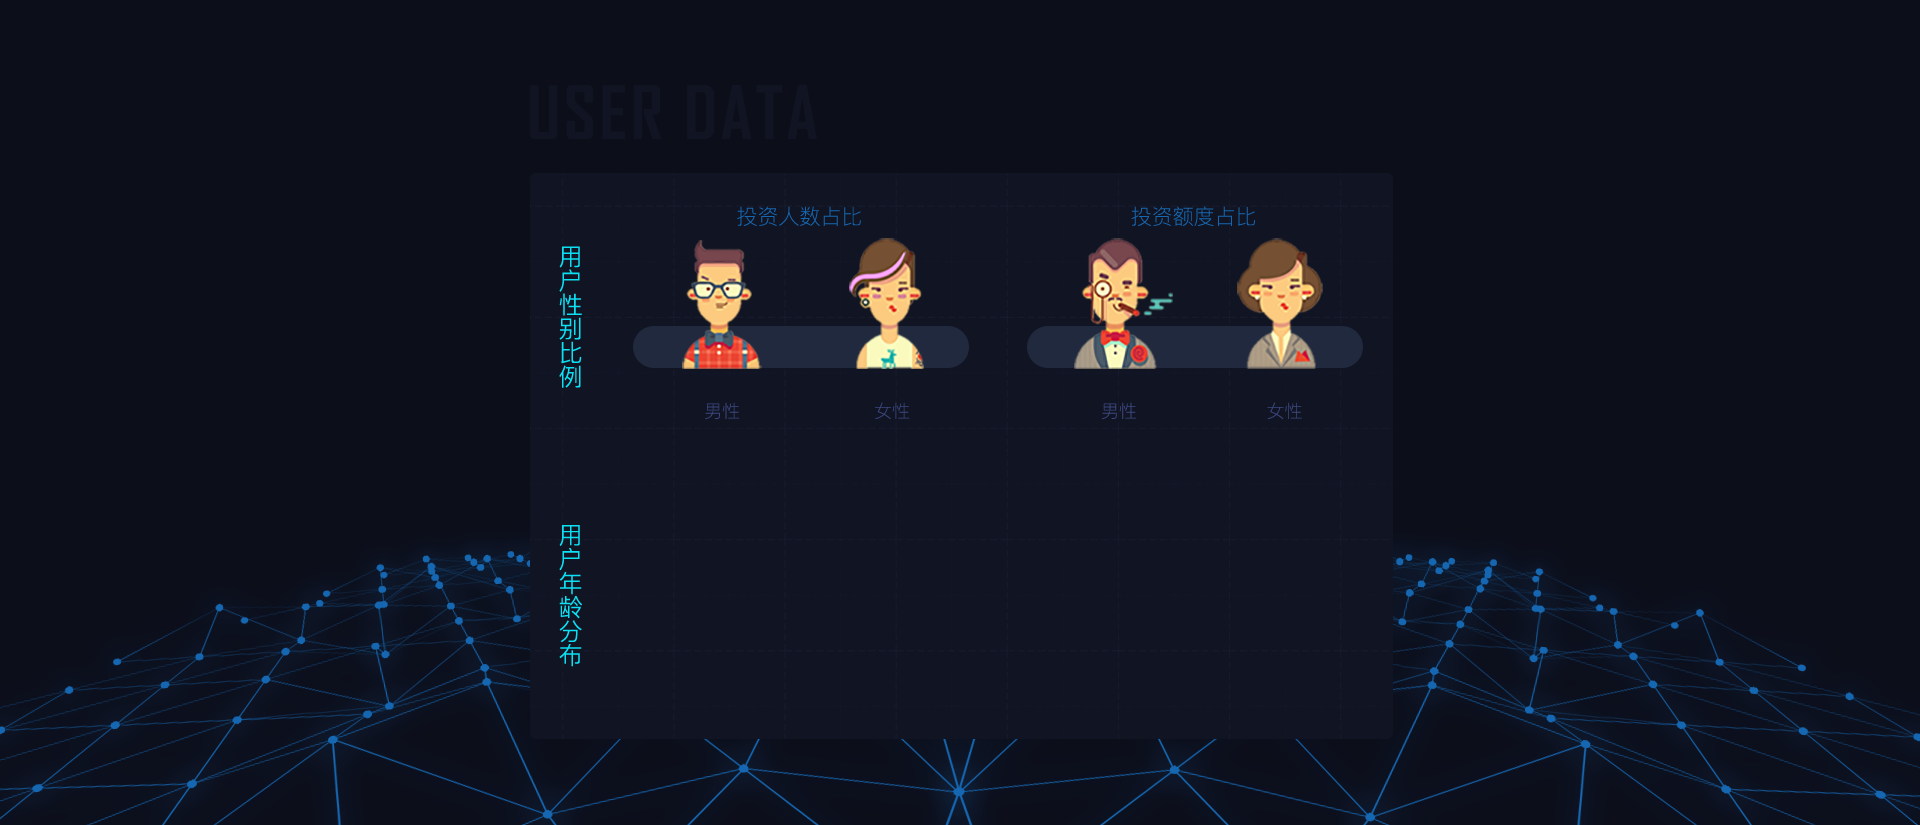 USER DATA
投资人数占比
投资额度占比
用户性别比例
男性
女性
男性
女性
用户年龄分布